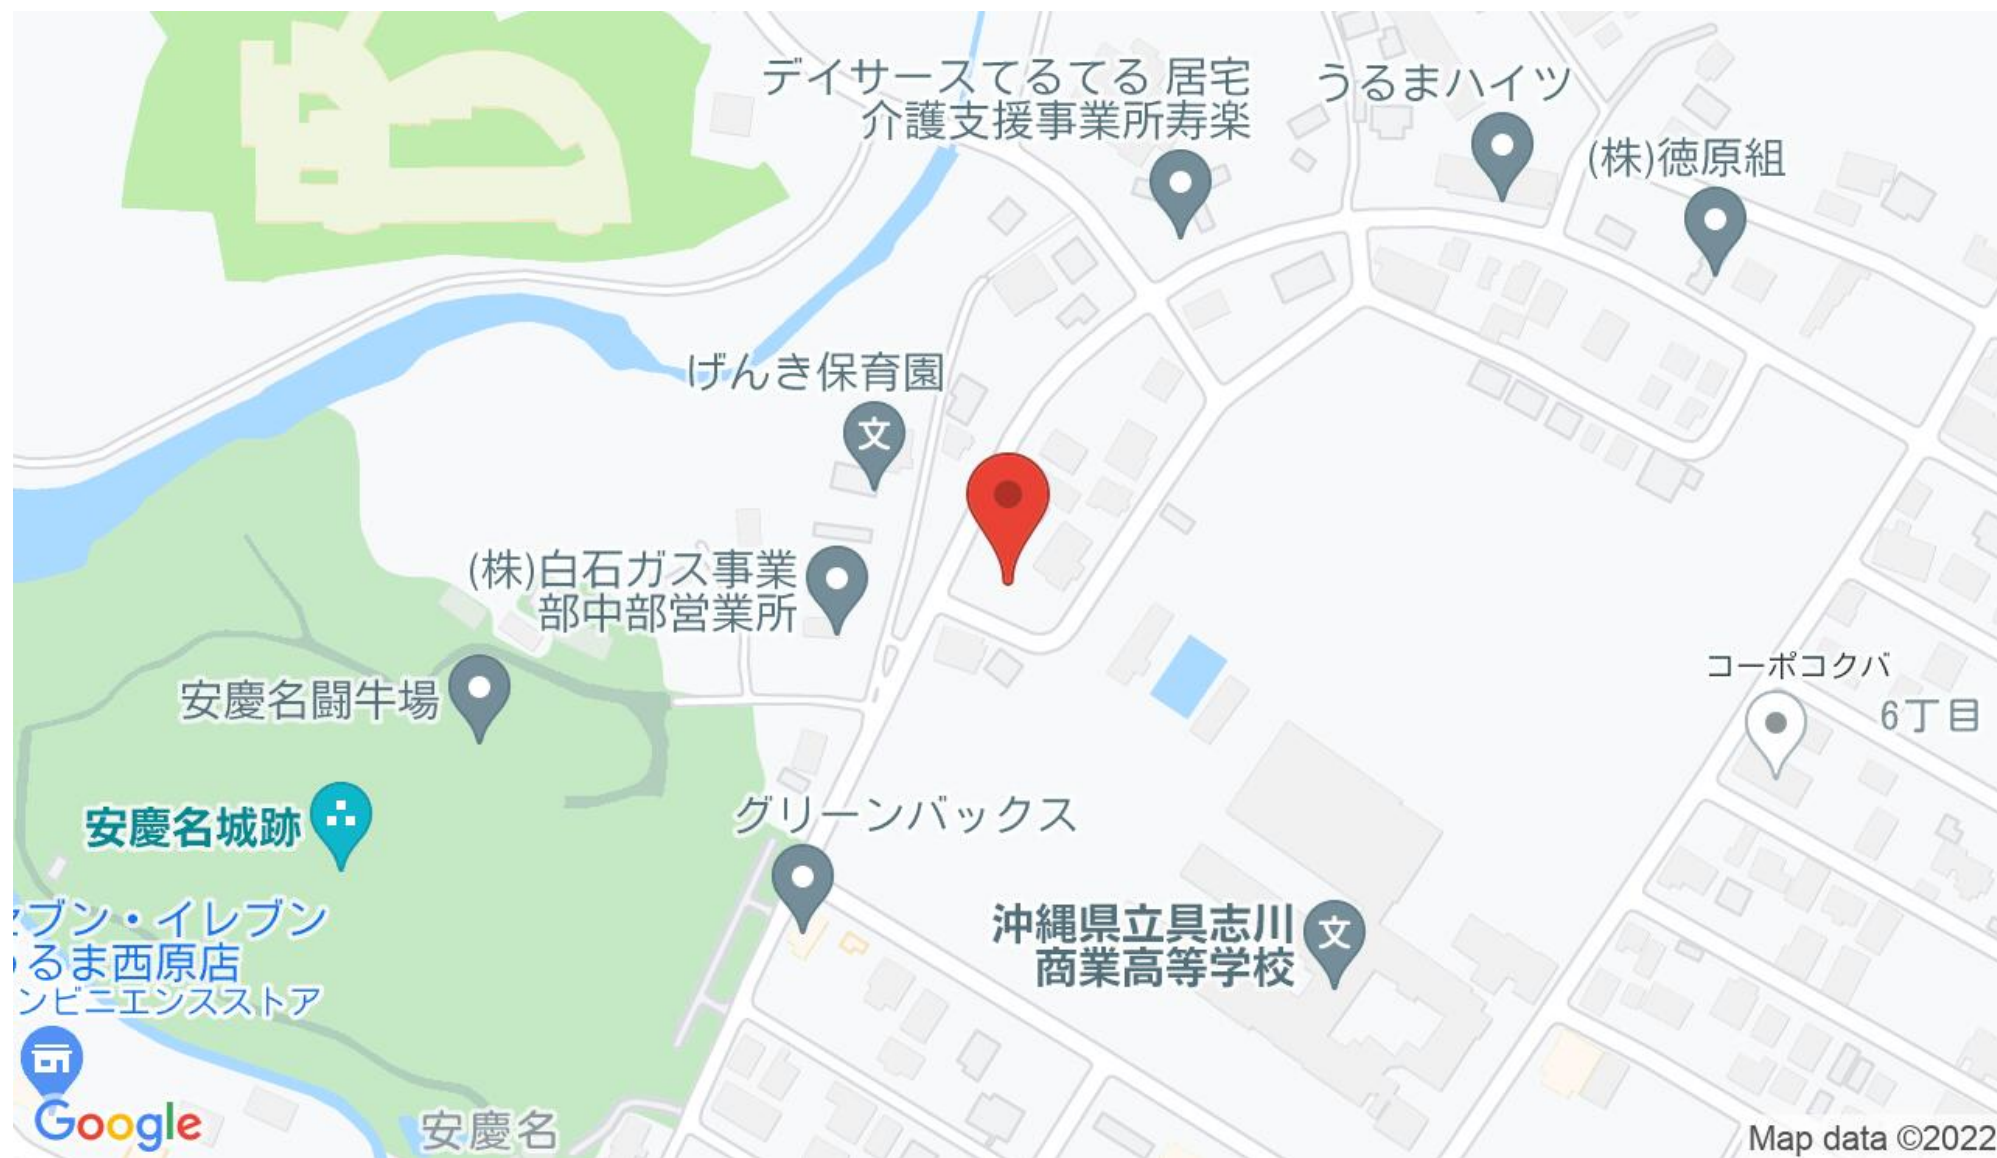 デイサースてるてる 居宅
介護支援事業所寿楽
うるまハイツ
(株)徳原組
げんき保育園
文
(株)白石ガス事業
部中部営業所
安慶名闘牛場
コーポコクバ
6丁目
安慶名城跡
グリーンバックス
ブン・イレブン
るま西原店
ンビニエンスストア
沖縄県立具志川
商業高等学校
文
Google
安慶名
Map data ©2022